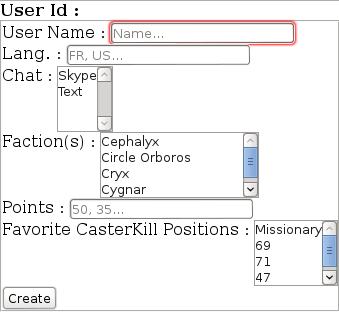 User Id :
User Name : Name...
Lang. : FR, US...
Chat : Skype
Text
Faction(s) : Cephalyx
Circle Orboros
Cryx
Cygnar
Points : 50, 35...
Favorite CasterKill Positions : Missionary
69
71
47
Create